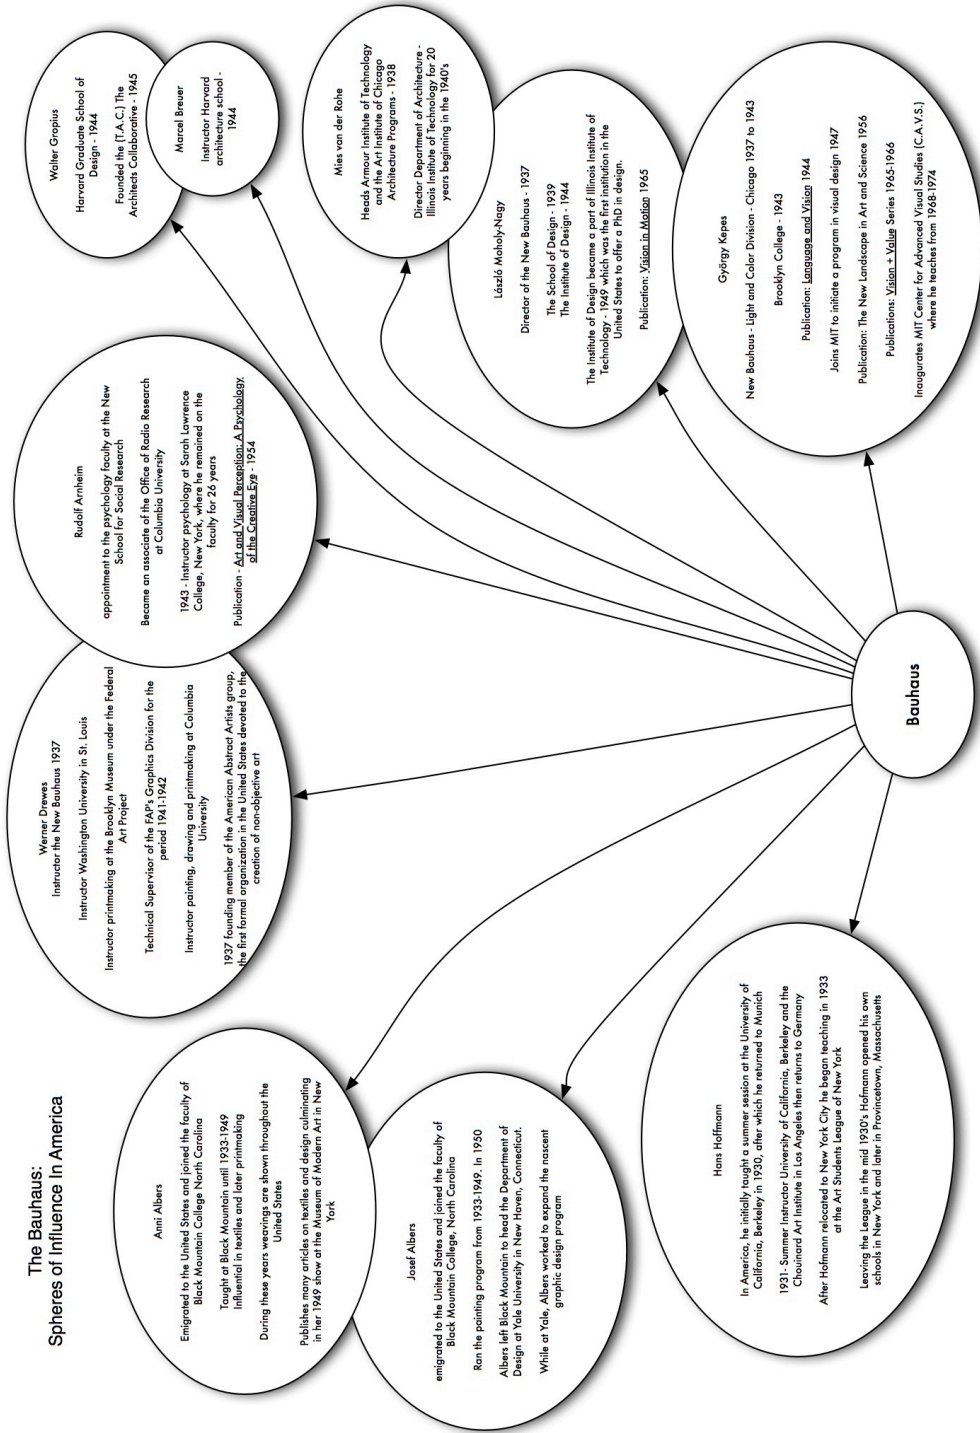 The Bauhaus:
Spheres of Influence In America
Anni Albers
Emigrated to the United States and joined the faculty of
Black Mountain College North Carolina
Taught at Black Mountain until 1933-1949
Influential in textiles and later printmaking
During these years weavings are shown throughout the
United States
Publishes many articles on textiles and design culminating
in her 1949 show at the Museum of Modern Art in New
York
Josef Albers
emigrated to the United States and joined the faculty of
Black Mountain College, North Carolina
Ran the painting program from 1933-1949. In 1950
Albers left Black Mountain to head the Department of
Design at Yale University in New Haven, Connecticut.
While at Yale, Albers worked to expand the nascent
graphic design program
Hans Hoffmann
In America, he initially taught a summer session at the University of
California, Berkeley in 1930, after which he returned to Munich
1931- Summer Instructor University of California, Berkeley and the
Chouinard Art Institute in Los Angeles then returns to Germany
After Hofmann relocated to New York City he began teaching in 1933
at the Art Students League of New York
Leaving the League in the mid 1930's Hofmann opened his own
schools in New York and later in Provincetown, Massachusetts
Werner Drewes
Instructor the New Bauhaus 1937
Instructor Washington University in St. Louis
Instructor printmaking at the Brooklyn Museum under the Federal
Art Project
Technical Supervisor of the FAP's Graphics Division for the
period 1941-1942
Instructor painting, drawing and printmaking at Columbia
University
1937 founding member of the American Abstract Artists group,
the first formal organization in the United States devoted to the
creation of non-objective art
Rudolf Arnheim
appointment to the psychology faculty at the New
School for Social Research
Became an associate of the Office of Radio Research
at Columbia University
1943 - Instructor psychology at Sarah Lawrence
College, New York, where he remained on the
faculty for 26 years
Publication - Art and Visual Perception: A Psychology
of the Creative Eye - 1954
Walter Gropius
Harvard Graduate School of
Design - 1944
Founded the (T.A.C.) The
Architects Collaborative - 1945
Marcel Breuer
Instructor Harvard
architecture school -
1944
Mies van der Rohe
Heads Armour Institute of Technology
and the Art Institute of Chicago
Architecture Programs - 1938
Director Department of Architecture -
Illinois Institute of Technology for 20
years beginning in the 1940's
László Moholy-Nagy
Director of the New Bauhaus - 1937
The School of Design - 1939
The Institute of Design - 1944
The Institute of Design became a part of Illinois Institute of
Technology - 1949 which was the first institution in the
United States to offer a PhD in design.
Publication: Vision in Motion 1965
György Kepes
New Bauhaus - Light and Color Division - Chicago 1937 to 1943
Brooklyn College - 1943
Publication: Language and Vision 1944
Joins MIT to initiate a program in visual design 1947
Publication: The New Landscape in Art and Science 1956
Publications: Vision + Value Series 1965-1966
Inaugurates MIT Center for Advanced Visual Studies (C.A.V.S.)
where he teaches from 1968-1974
Bauhaus